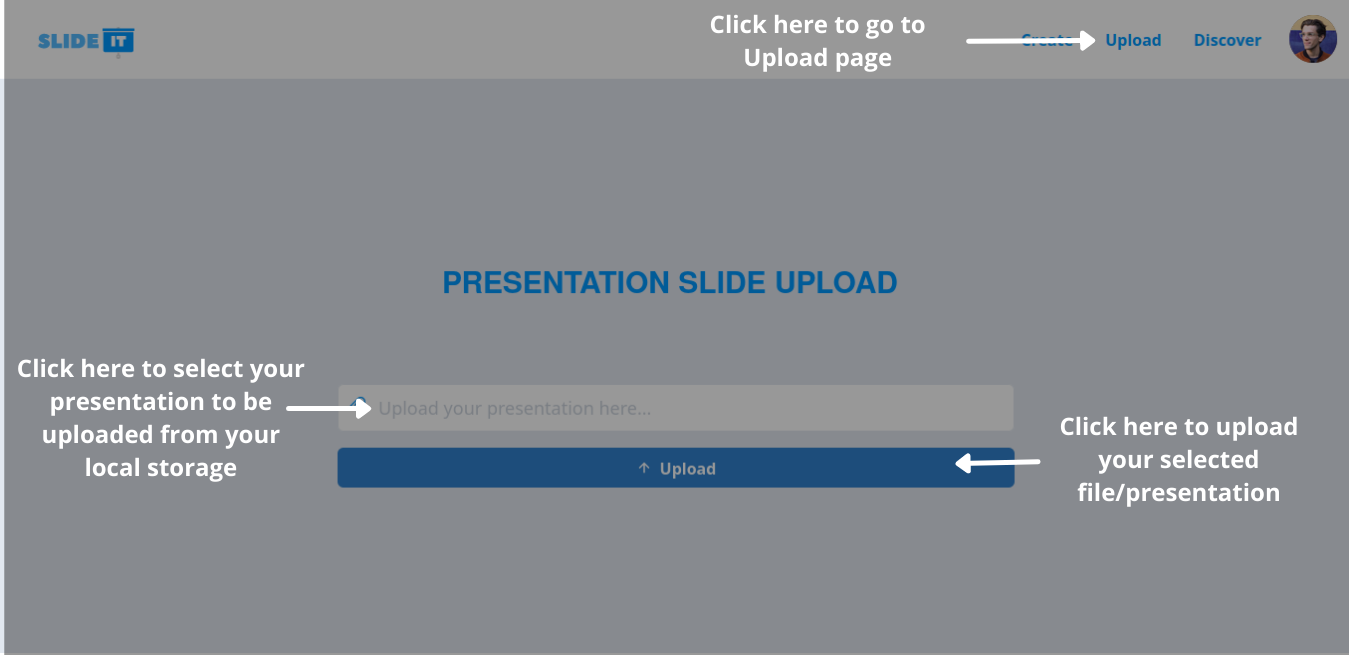 SLIDE IT
Click here to go to
Upload page
Create
Upload
Discover
PRESENTATION SLIDE UPLOAD
Click here to select your
presentation to be
uploaded from your
local storage
Upload your presentation here...
Upload
Click here to upload
your selected
file/presentation